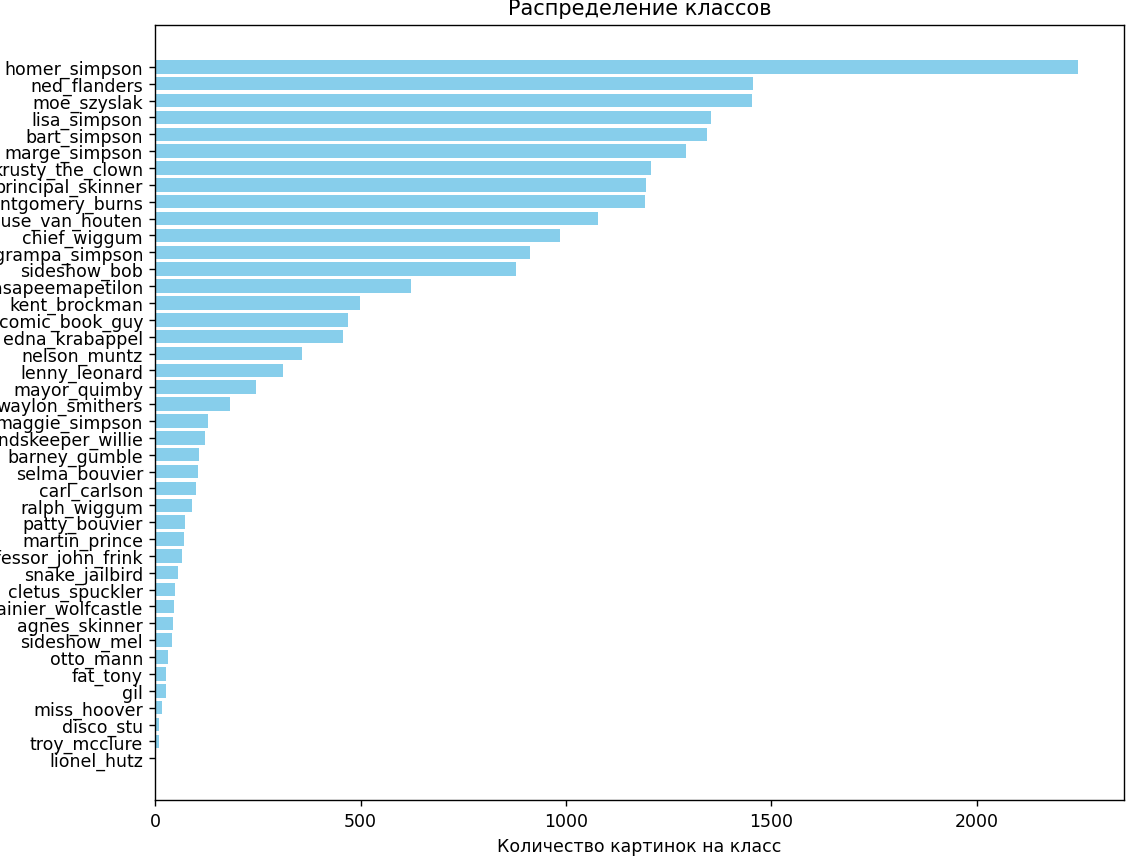 Распределение классов
homer_simpson
ned_flanders
moe_szyslak
lisa_simpson
bart_simpson
marge_simpson
krusty_the_clown
principal_skinner
ntgomery_burns
use_van_houten
chief_wiggum
grampa_simpson
sideshow_bob
sapeemapetilon
kent_brockman
comic_book_guy
edna_krabappel
nelson_muntz
lenny_leonard
mayor_quimby
waylon_smithers
maggie_simpson
ndskeeper_willie
barney_gumble
selma_bouvier
carl_carlson
ralph_wiggum
patty_bouvier
martin_prince
fessor_john_frink
snake_jailbird
cletus_spuckler
ainier_wolfcastle
agnes_skinner
sideshow_mel
otto_mann
fat_tony
gil
miss_hoover
disco_stu
troy_mcclure
lionel_hutz
0 500 1000 1500 2000
Количество картинок на класс